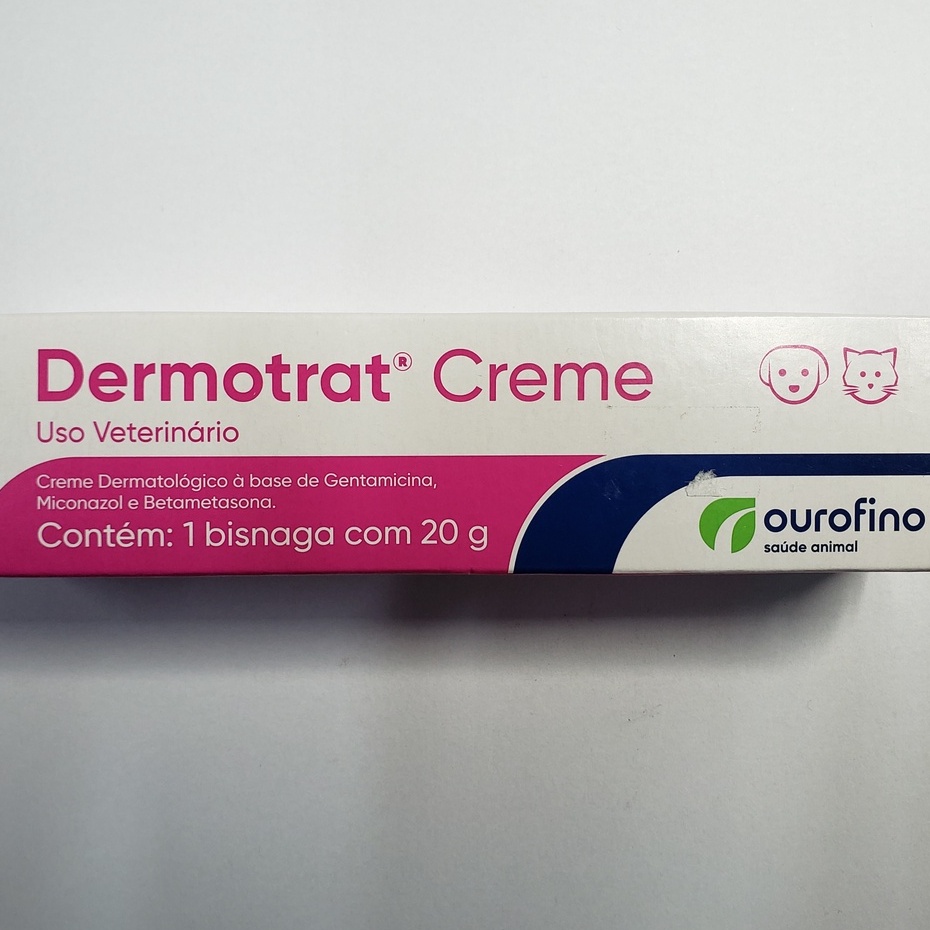 Dermotrat® Creme
Uso Veterinário
Creme Dermatológico à base de Gentamicina,
Miconazol e Betametasona.
Contém: 1 bisnaga com 20 g
ourofino
saúde animal